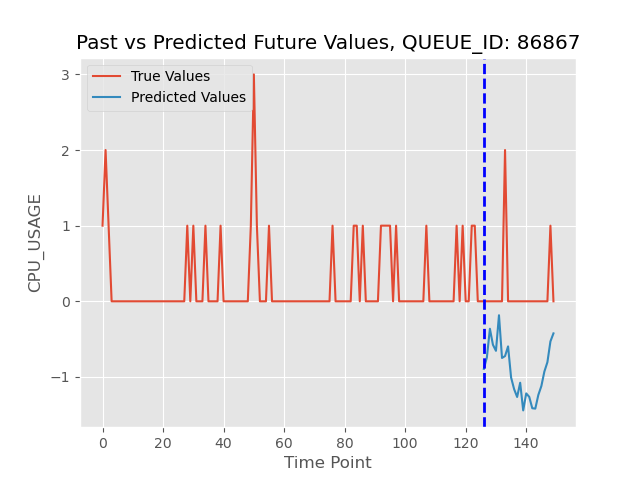 Past vs Predicted Future Values, QUEUE_ID: 86867
True Values
Predicted Values
CPU_USAGE
3
2
1
0
−1
0
20
40
60
80
100
120
140
Time Point